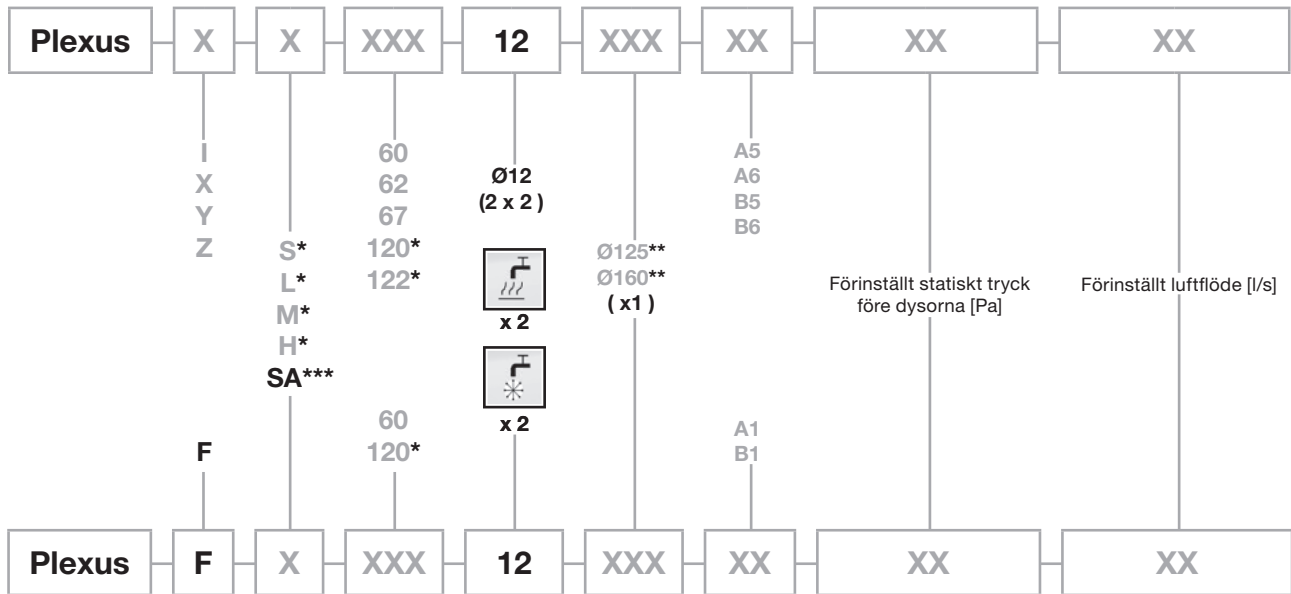 Plexus X X XXX 12 XXX XX XX XX
I
X
Y
Z
S*
L*
M*
H*
SA***
F
60
62
67
120*
122*
60
120*
Ø12
(2 x 2 )
x 2
x 2
Ø125**
Ø160**
( x1 )
A5
A6
B5
B6
A1
B1
Förinställt statiskt tryck
före dysorna [Pa]
Förinställt luftflöde [l/s]
Plexus F X XXX 12 XXX XX XX XX